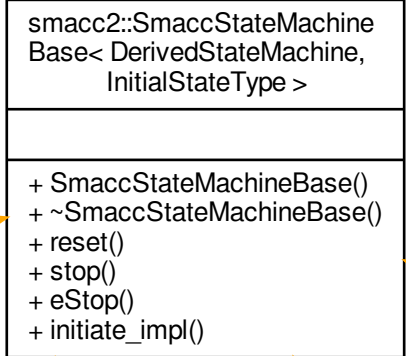 smacc2::SmaccStateMachine
Base< DerivedStateMachine,
InitialStateType >
+ SmaccStateMachineBase()
+ ~SmaccStateMachineBase()
+ reset()
+ stop()
+ eStop()
+ initiate_impl()